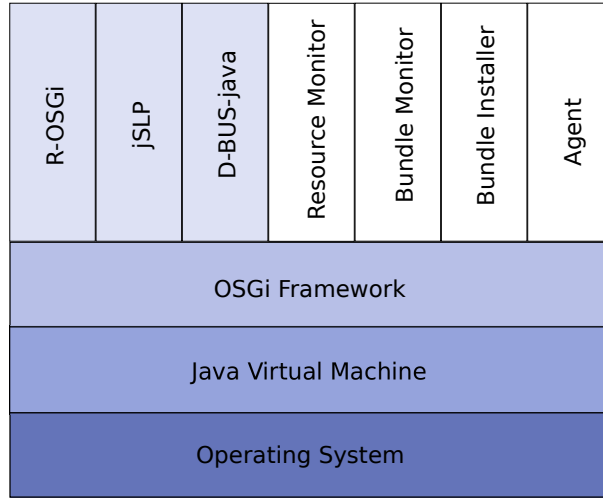 R-OSGi
jSLP
D-BUS-java
Resource Monitor
Bundle Monitor
Bundle Installer
Agent
OSGi Framework
Java Virtual Machine
Operating System